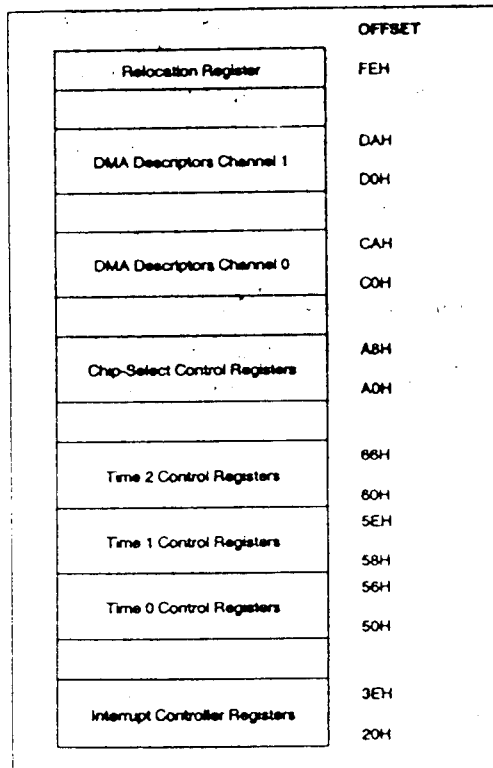 OFFSET
Relocation Register FEH
DAH
DMA Descriptors Channel 1
D0H
CAH
DMA Descriptors Channel 0
C0H
A8H
Chip-Select Control Registers
A0H
66H
Time 2 Control Registers
60H
5EH
Time 1 Control Registers
58H
56H
Time 0 Control Registers
50H
3EH
Interrupt Controller Registers
20H